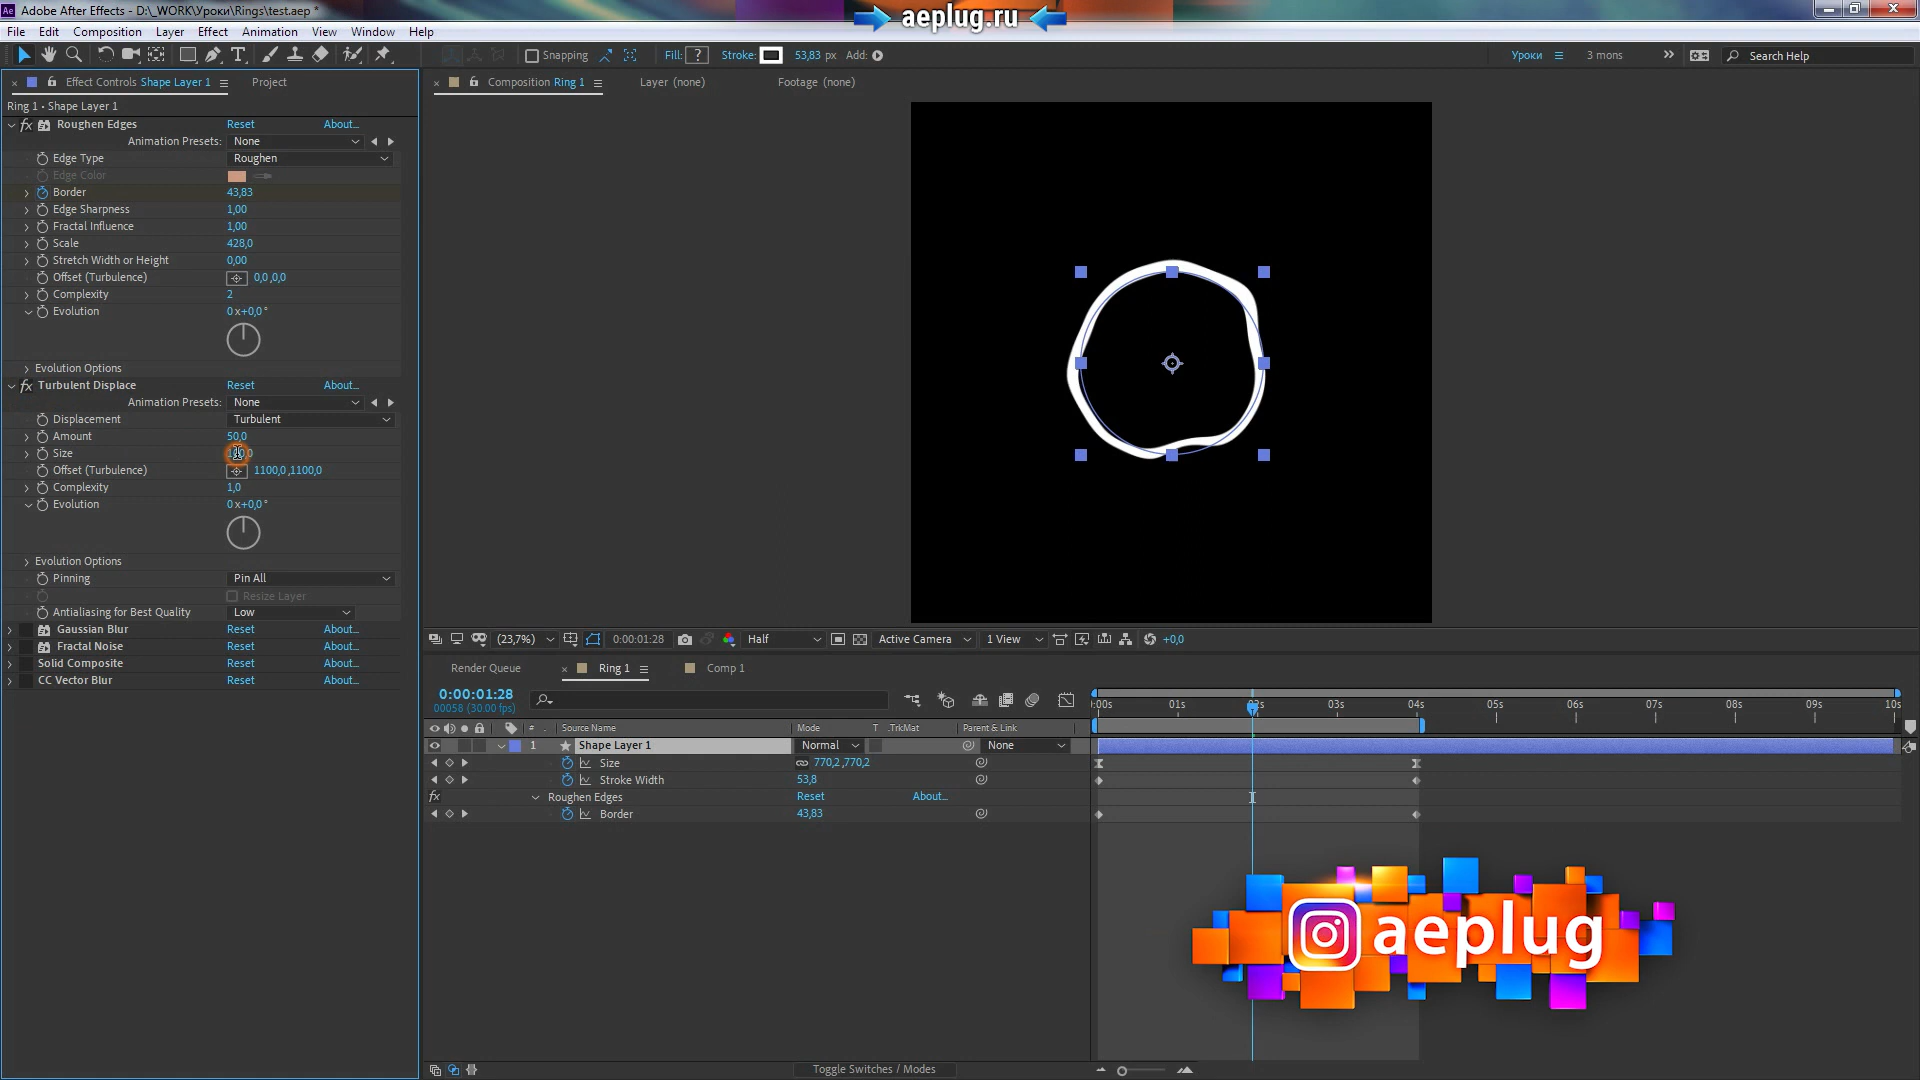 Ae Adobe After Effects - D:\_WORK\Уроки\Rings\test.aep *
aeplug.ru
File Edit Composition Layer Effect Animation View Window Help
Snapping Fill: ? Stroke: 53,83 px Add: Уроки 3 mons Search Help
Effect Controls Shape Layer 1 Project
Composition Ring 1 Layer (none) Footage (none)
Ring 1 • Shape Layer 1
fx Roughen Edges Reset About...
Animation Presets: None
Edge Type Roughen
Edge Color
Border 43,83
Edge Sharpness 1,00
Fractal Influence 1,00
Scale 428,0
Stretch Width or Height 0,00
Offset (Turbulence) 0,0 ,0,0
Complexity 2
Evolution 0 x+0,0 °
Evolution Options
fx Turbulent Displace Reset About...
Animation Presets: None
Displacement Turbulent
Amount 50,0
Size
Offset (Turbulence) 1100,0 ,1100,0
Complexity 1,0
Evolution 0 x+0,0 °
Evolution Options
Pinning Pin All
Resize Layer
Antialiasing for Best Quality Low
Gaussian Blur Reset About...
Fractal Noise Reset About...
Solid Composite Reset About...
CC Vector Blur Reset About...
(23,7%) 0:00:01:28 Half Active Camera 1 View +0,0
Render Queue Ring 1 Comp 1
0:00:01:28
00058 (30.00 fps)
:00s 01s 02s 03s 04s 05s 06s 07s 08s 09s 10s
# Source Name Mode T .TrkMat Parent & Link
1 Shape Layer 1 Normal None
Size 770,2 ,770,2
Stroke Width 53,8
fx Roughen Edges Reset About...
Border 43,83
aeplug
Toggle Switches / Modes